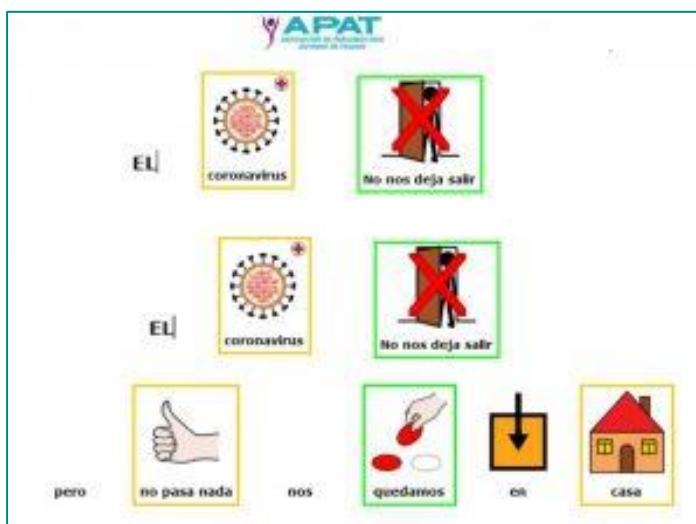 APAT
EL coronavirus No nos deja salir
EL coronavirus No nos deja salir
pero no pasa nada nos quedamos en casa